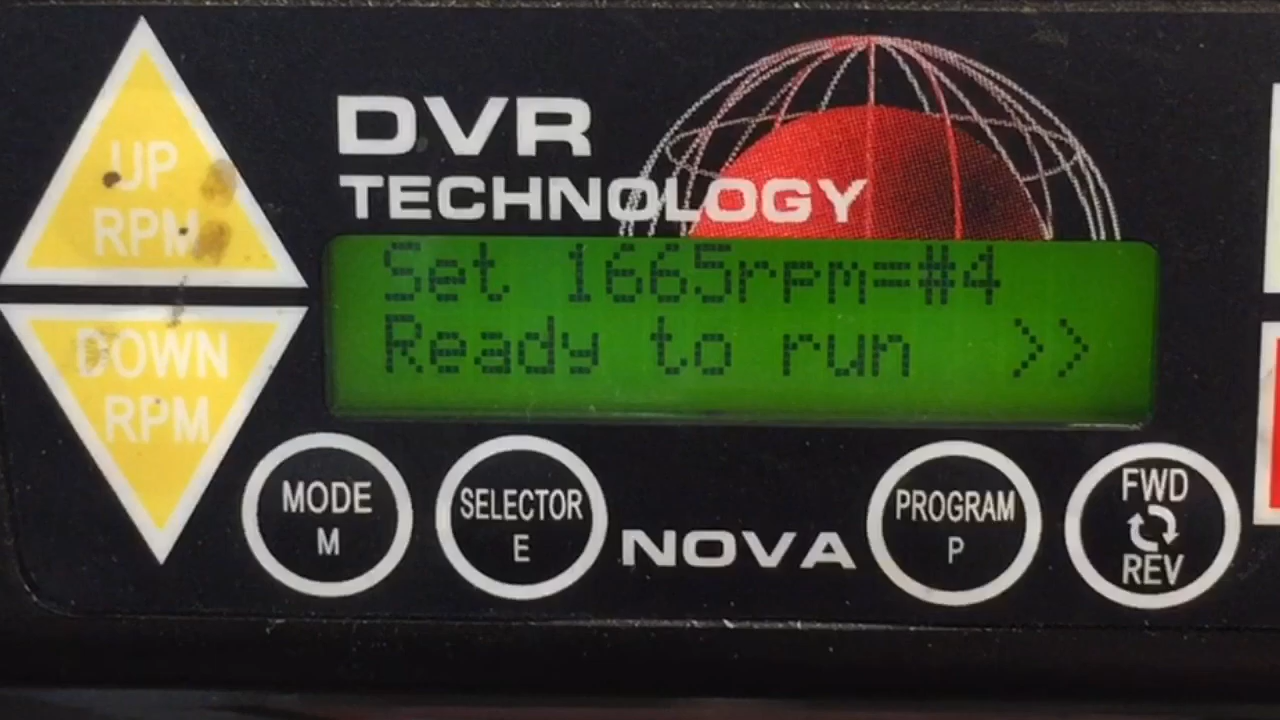 UP
RPM
DVR
TECHNOLOGY
Set 1665rpm=#4
Ready to run >>
DOWN
RPM
MODE
M
SELECTOR
E
NOVA
PROGRAM
P
FWD
REV